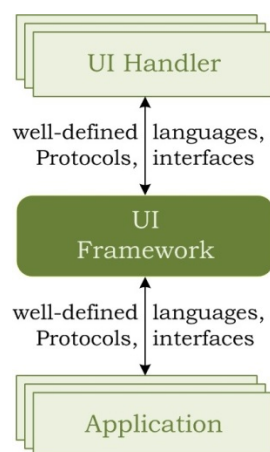 UI Handler
well-defined languages,
Protocols, interfaces
UI
Framework
well-defined languages,
Protocols, interfaces
Application